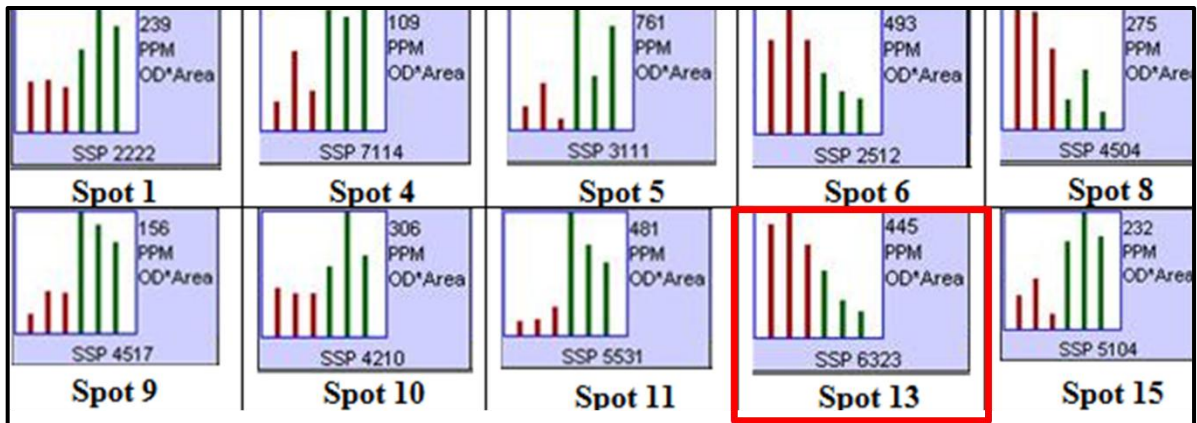 239
PPM
OD*Area
SSP 2222
Spot 1
109
PPM
OD*Area
SSP 7114
Spot 4
761
PPM
OD*Area
SSP 3111
Spot 5
493
PPM
OD*Area
SSP 2512
Spot 6
275
PPM
OD*Area
SSP 4504
Spot 8
156
PPM
OD*Area
SSP 4517
Spot 9
306
PPM
OD*Area
SSP 4210
Spot 10
481
PPM
OD*Area
SSP 5531
Spot 11
445
PPM
OD*Area
SSP 6323
Spot 13
232
PPM
OD*Area
SSP 5104
Spot 15